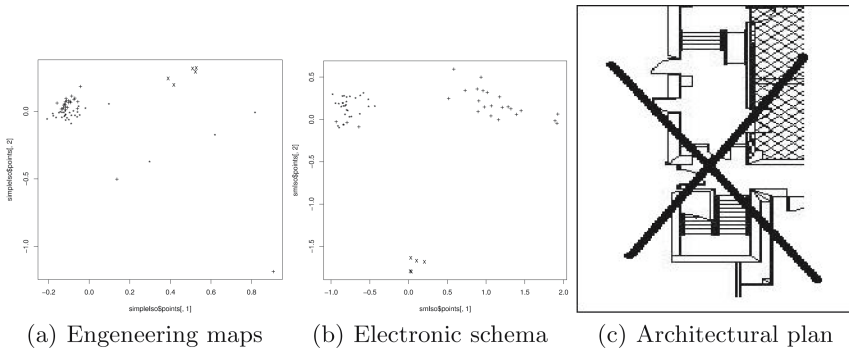 0.0
-0.5
-1.0
simpleIso$points[, 2]
-0.2 0.0 0.2 0.4 0.6 0.8
simpleIso$points[, 1]
(a) Engeneering maps
0.5
0.0
-0.5
-1.0
-1.5
smIso$points[, 2]
-1.0 -0.5 0.0 0.5 1.0 1.5 2.0
smIso$points[, 1]
(b) Electronic schema
(c) Architectural plan